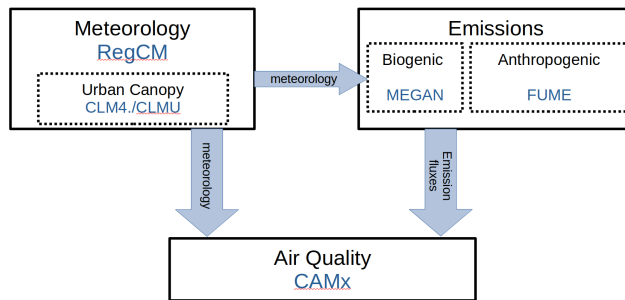 Meteorology
RegCM
Urban Canopy
CLM4./CLMU
meteorology
Emissions
Biogenic
MEGAN
Anthropogenic
FUME
meteorology
Emission
fluxes
Air Quality
CAMx